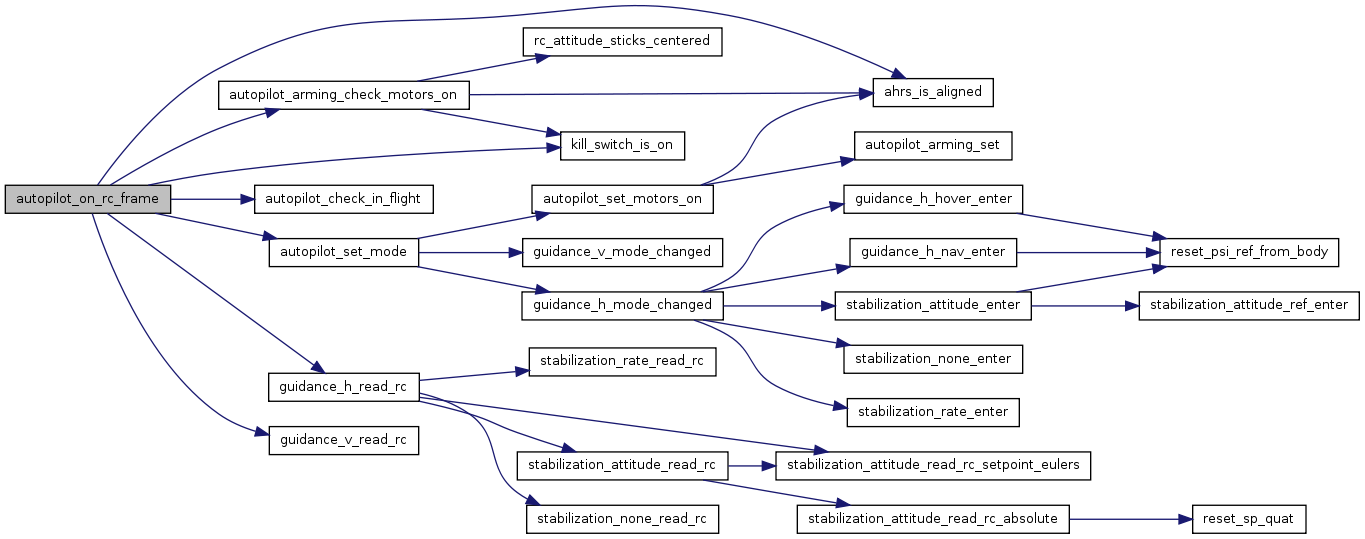 autopilot_on_rc_frame
autopilot_arming_check_motors_on
autopilot_check_in_flight
autopilot_set_mode
guidance_h_read_rc
guidance_v_read_rc
rc_attitude_sticks_centered
kill_switch_is_on
autopilot_set_motors_on
guidance_v_mode_changed
guidance_h_mode_changed
stabilization_rate_read_rc
stabilization_attitude_read_rc
stabilization_none_read_rc
ahrs_is_aligned
autopilot_arming_set
guidance_h_hover_enter
guidance_h_nav_enter
stabilization_attitude_enter
stabilization_none_enter
stabilization_rate_enter
stabilization_attitude_read_rc_setpoint_eulers
stabilization_attitude_read_rc_absolute
reset_psi_ref_from_body
stabilization_attitude_ref_enter
reset_sp_quat